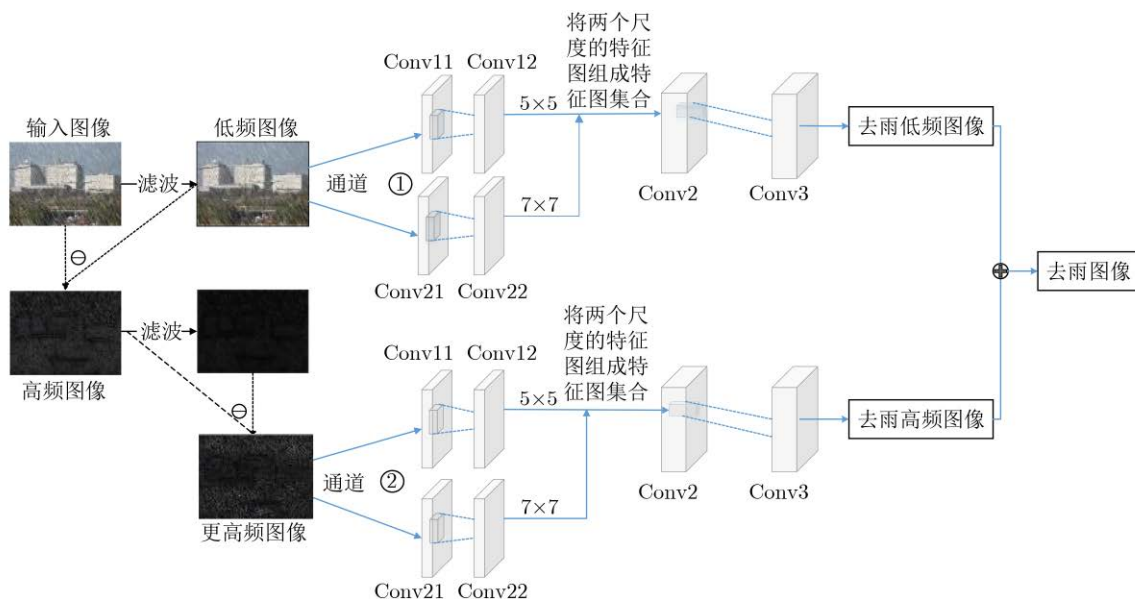 输入图像
低频图像
滤波
⊖
高频图像
滤波
⊖
更高频图像
通道 ①
Conv11
Conv12
Conv21
Conv22
5×5
7×7
将两个尺
度的特征
图组成特
征图集合
Conv2
Conv3
去雨低频图像
通道 ②
Conv11
Conv12
Conv21
Conv22
5×5
7×7
将两个尺
度的特征
图组成特
征图集合
Conv2
Conv3
去雨高频图像
⊕
去雨图像